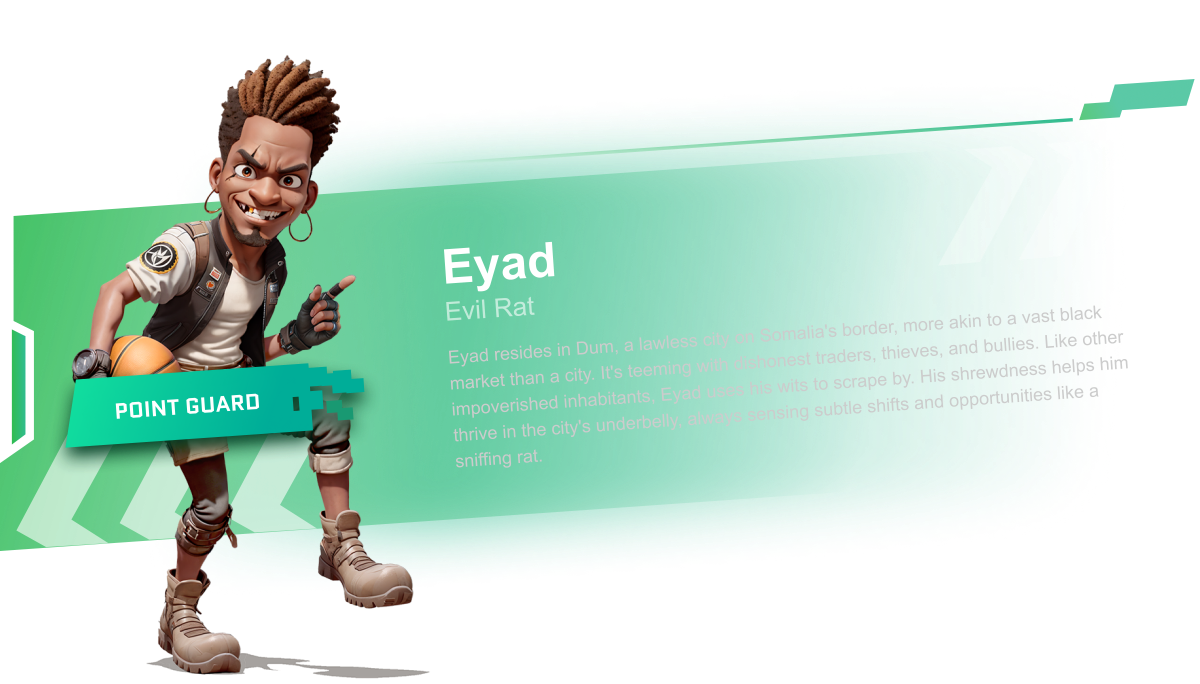 Eyad
Evil Rat
Eyad resides in Dum, a lawless city on Somalia's border, more akin to a vast black
market than a city. It's teeming with dishonest traders, thieves, and bullies. Like other
impoverished inhabitants, Eyad uses his wits to scrape by. His shrewdness helps him
thrive in the city's underbelly, always sensing subtle shifts and opportunities like a
sniffing rat.
POINT GUARD